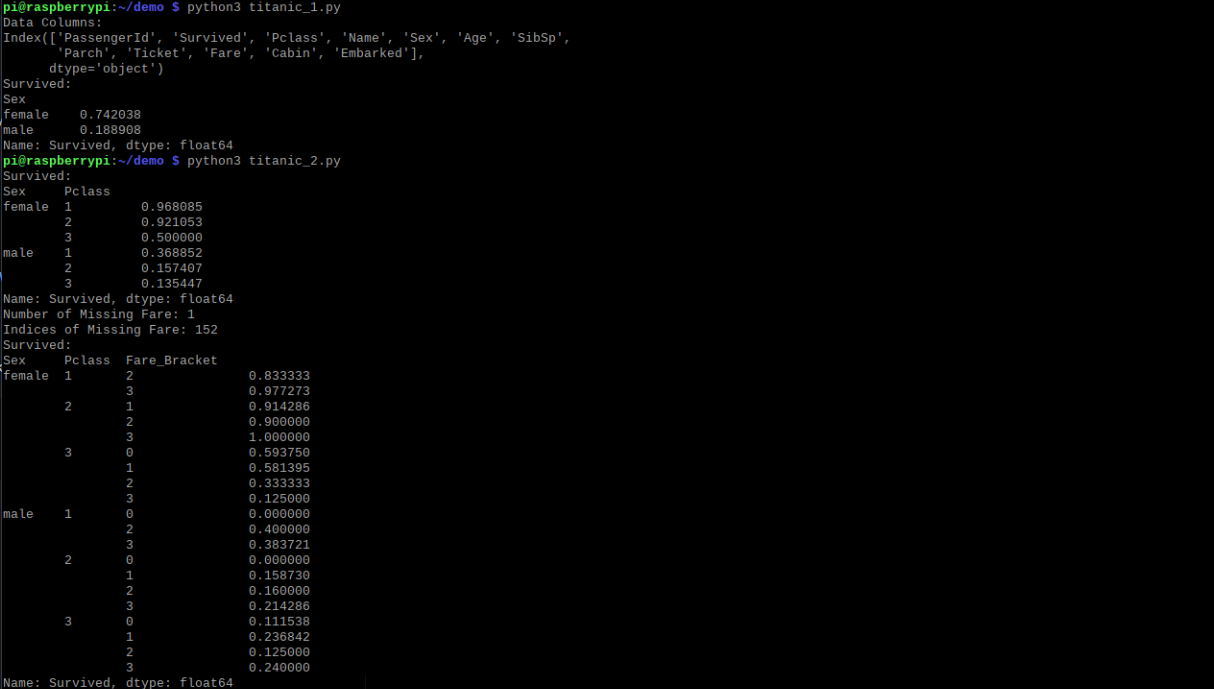 pi@raspberrypi:~/demo $ python3 titanic_1.py
Data Columns:
Index(['PassengerId', 'Survived', 'Pclass', 'Name', 'Sex', 'Age', 'SibSp',
       'Parch', 'Ticket', 'Fare', 'Cabin', 'Embarked'],
      dtype='object')
Survived:
Sex
female    0.742038
male      0.188908
Name: Survived, dtype: float64
pi@raspberrypi:~/demo $ python3 titanic_2.py
Survived:
Sex     Pclass
female  1         0.968085
        2         0.921053
        3         0.500000
male    1         0.368852
        2         0.157407
        3         0.135447
Name: Survived, dtype: float64
Number of Missing Fare: 1
Indices of Missing Fare: 152
Survived:
Sex     Pclass  Fare_Bracket
female  1       2               0.833333
                3               0.977273
        2       1               0.914286
                2               0.900000
                3               1.000000
        3       0               0.593750
                1               0.581395
                2               0.333333
                3               0.125000
male    1       0               0.000000
                2               0.400000
                3               0.383721
        2       0               0.000000
                1               0.158730
                2               0.160000
                3               0.214286
        3       0               0.111538
                1               0.236842
                2               0.125000
                3               0.240000
Name: Survived, dtype: float64